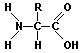 H R O
N-C-C
H H OH